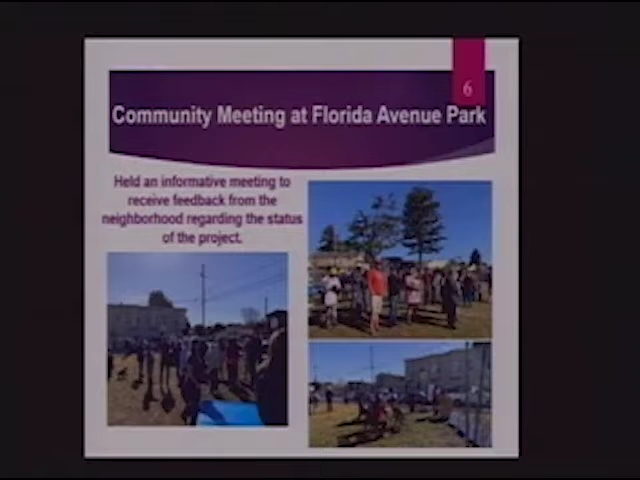 6
Community Meeting at Florida Avenue Park
Held an informative meeting to
receive feedback from the
neighborhood regarding the status
of the project.